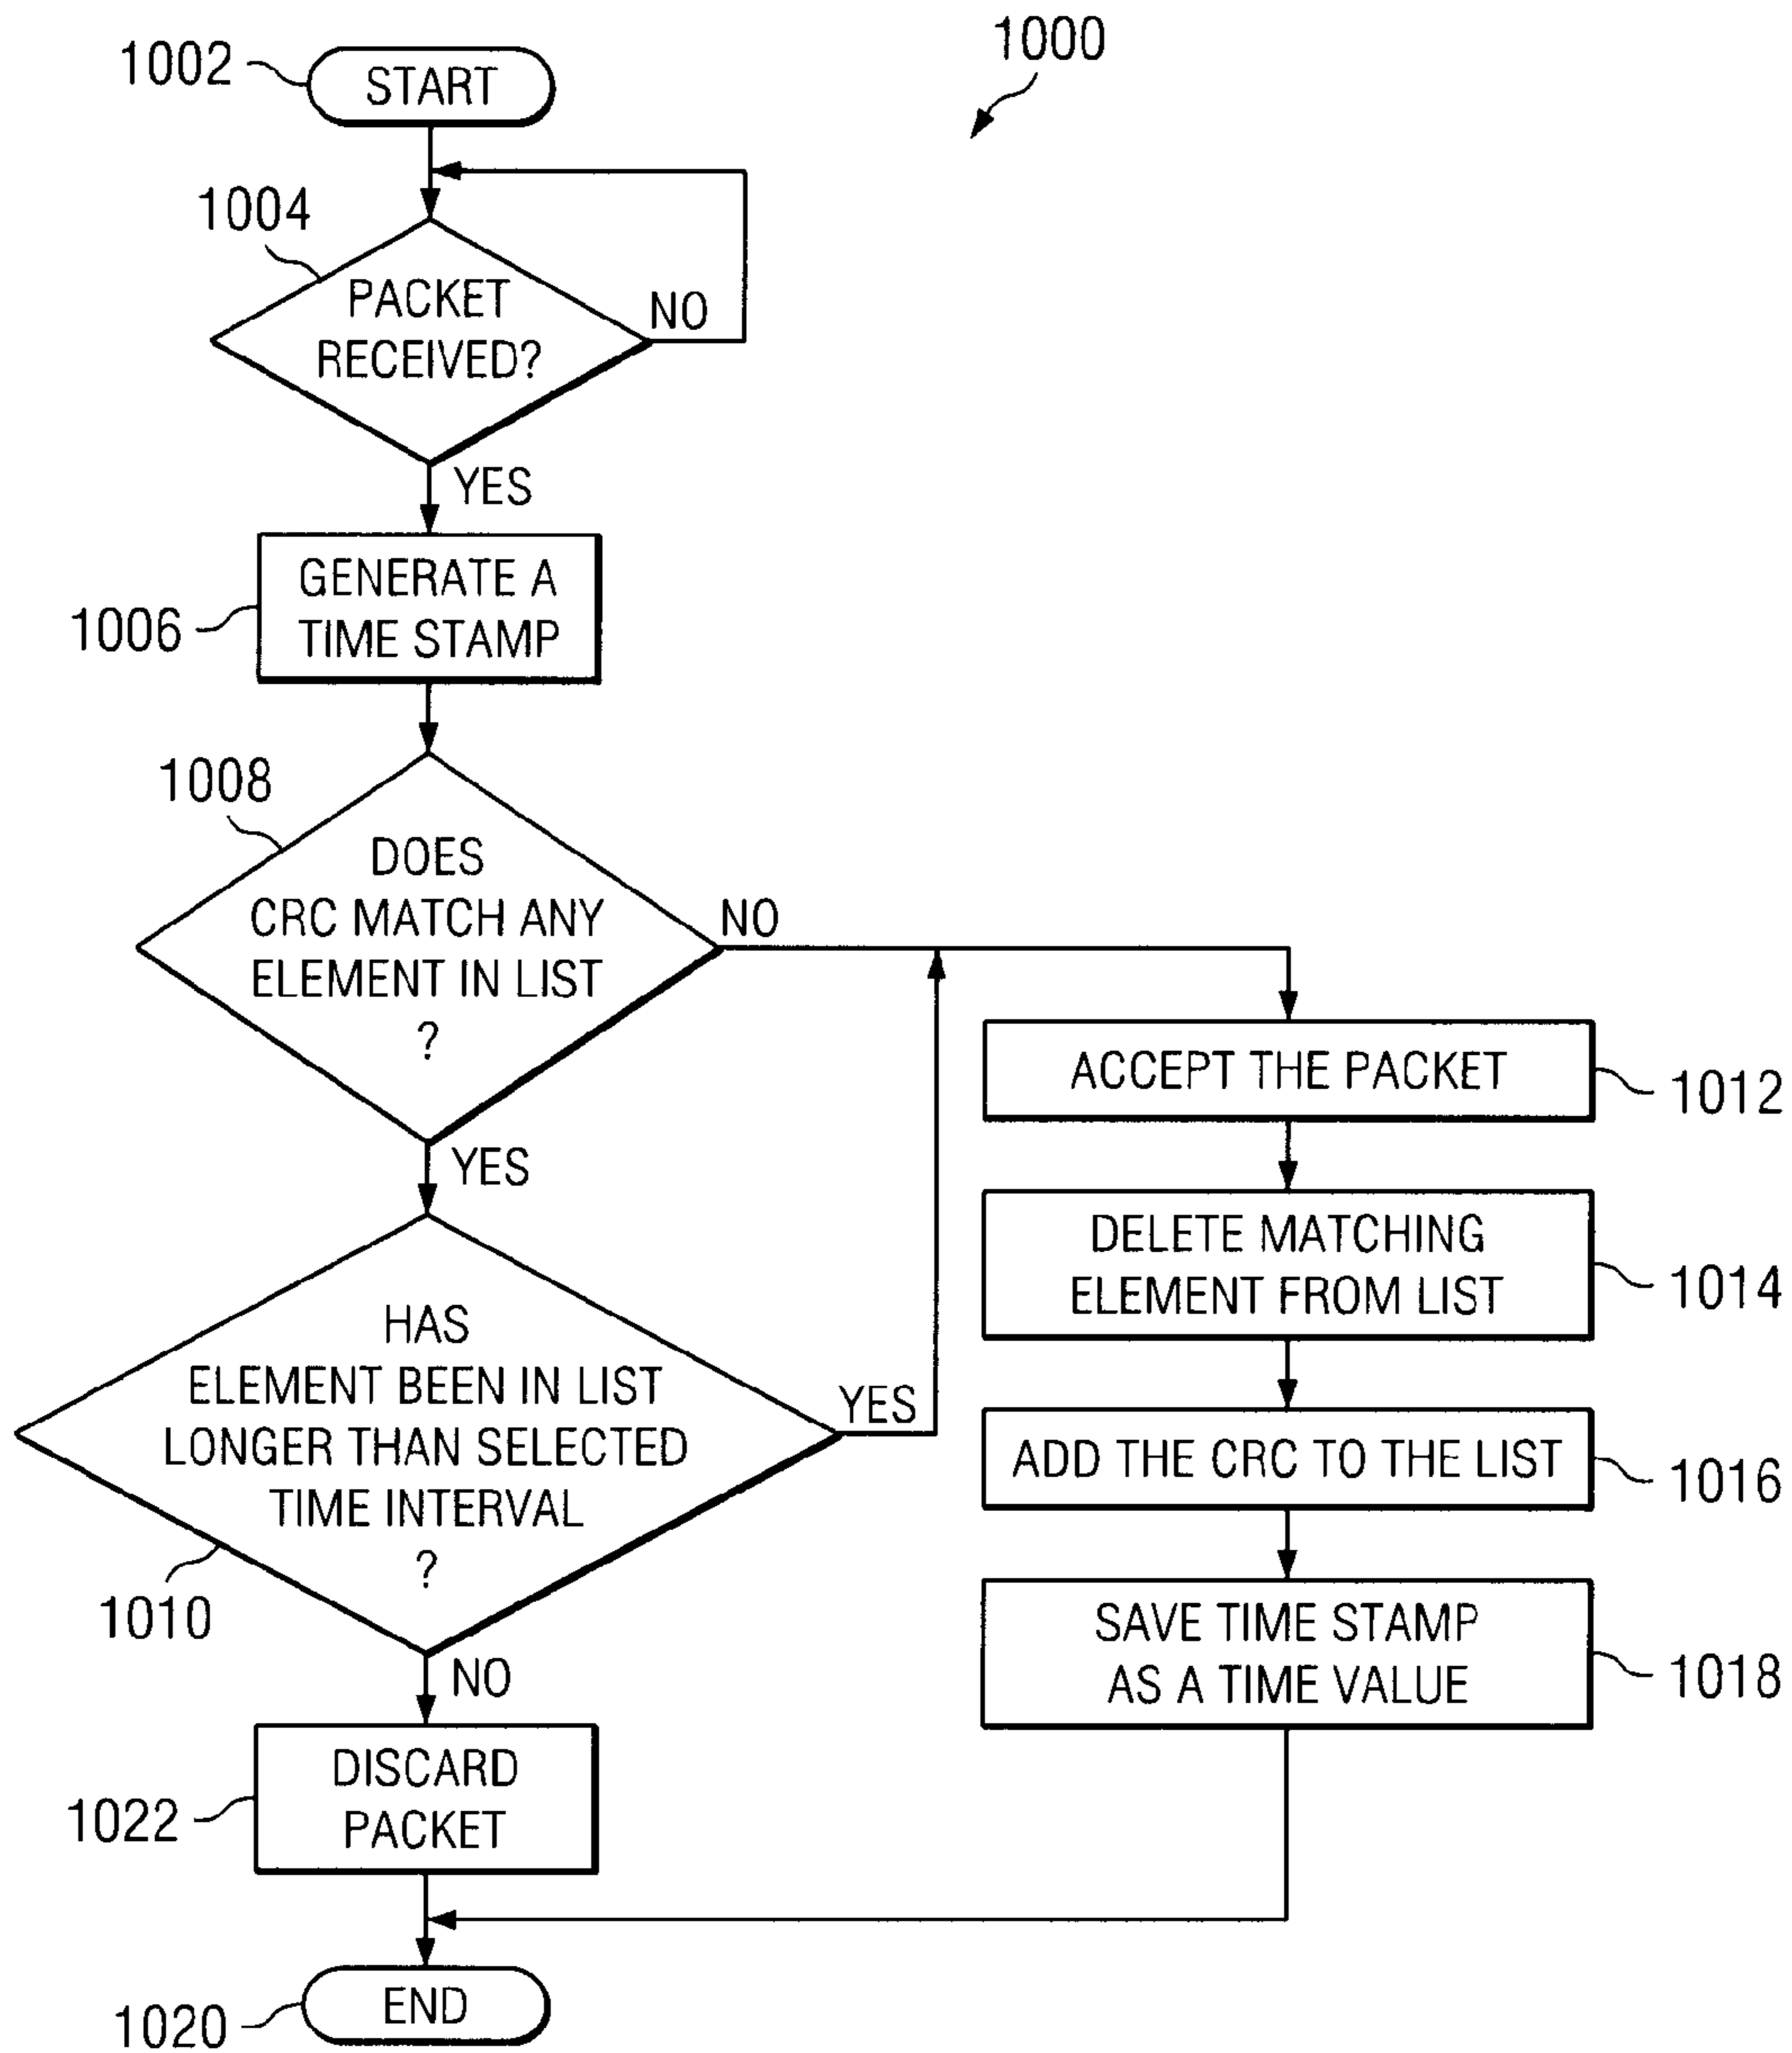 1000
1002
START
1004
PACKET
RECEIVED?
NO
YES
1006
GENERATE A
TIME STAMP
1008
DOES
CRC MATCH ANY
ELEMENT IN LIST
?
NO
YES
HAS
ELEMENT BEEN IN LIST
LONGER THAN SELECTED
TIME INTERVAL
?
YES
1010
NO
DISCARD
PACKET
1022
ACCEPT THE PACKET
1012
DELETE MATCHING
ELEMENT FROM LIST
1014
ADD THE CRC TO THE LIST
1016
SAVE TIME STAMP
AS A TIME VALUE
1018
END
1020